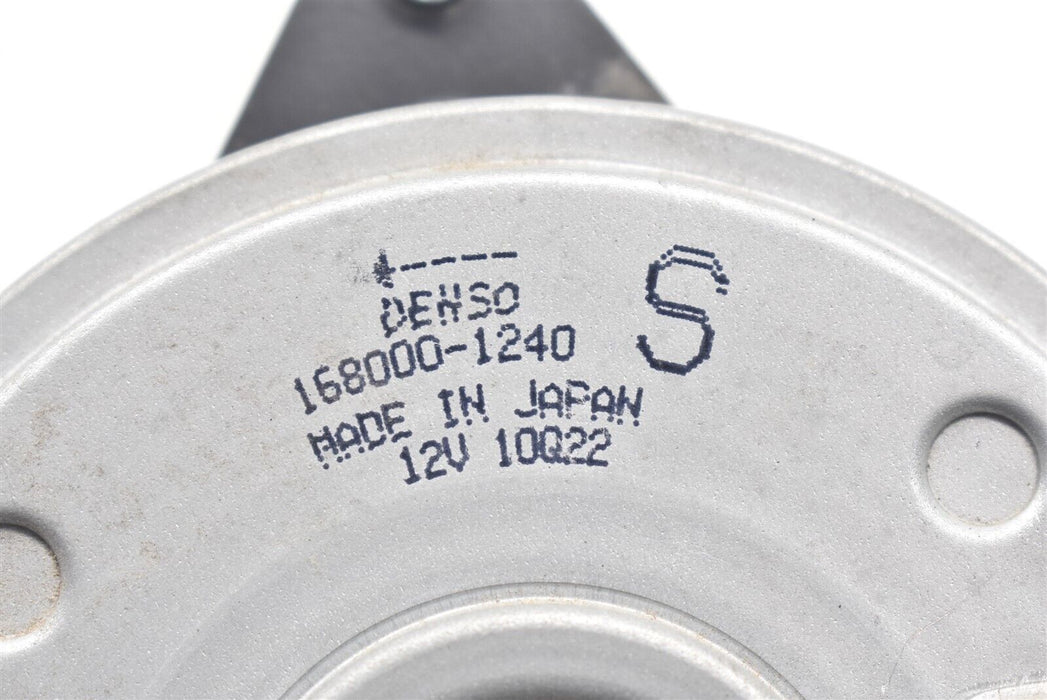 DENSO
S
168000-1240
MADE IN JAPAN
12V 10Q22